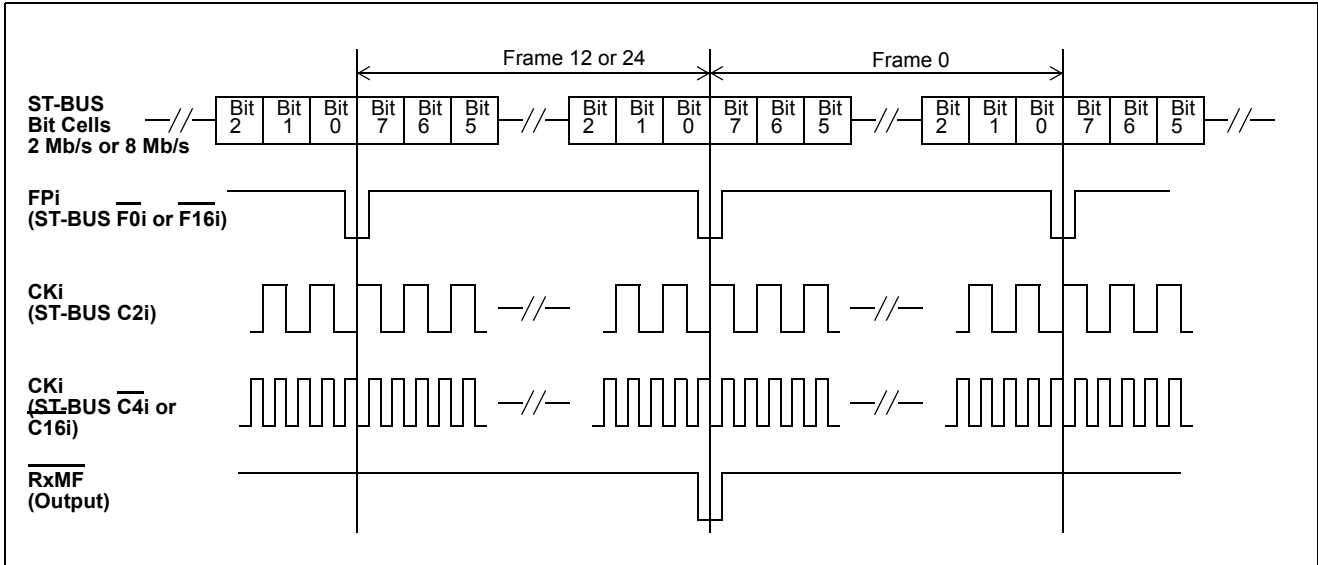 Frame 12 or 24
Frame 0
ST-BUS
Bit Cells
2 Mb/s or 8 Mb/s
Bit Bit Bit Bit Bit Bit
2 1 0 7 6 5
Bit Bit Bit Bit Bit Bit
2 1 0 7 6 5
Bit Bit Bit Bit Bit Bit
2 1 0 7 6 5
FPi
(ST-BUS F0i or F16i)
CKi
(ST-BUS C2i)
CKi
(ST-BUS C4i or
C16i)
RxMF
(Output)